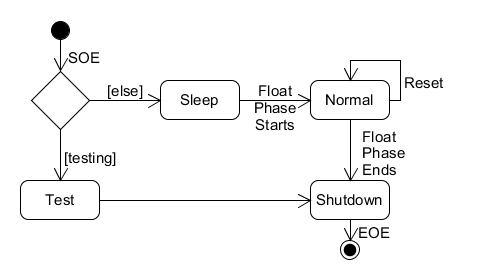 SOE
[else]
Sleep
Float
Phase
Starts
Normal
Reset
[testing]
Float
Phase
Ends
Test
Shutdown
EOE